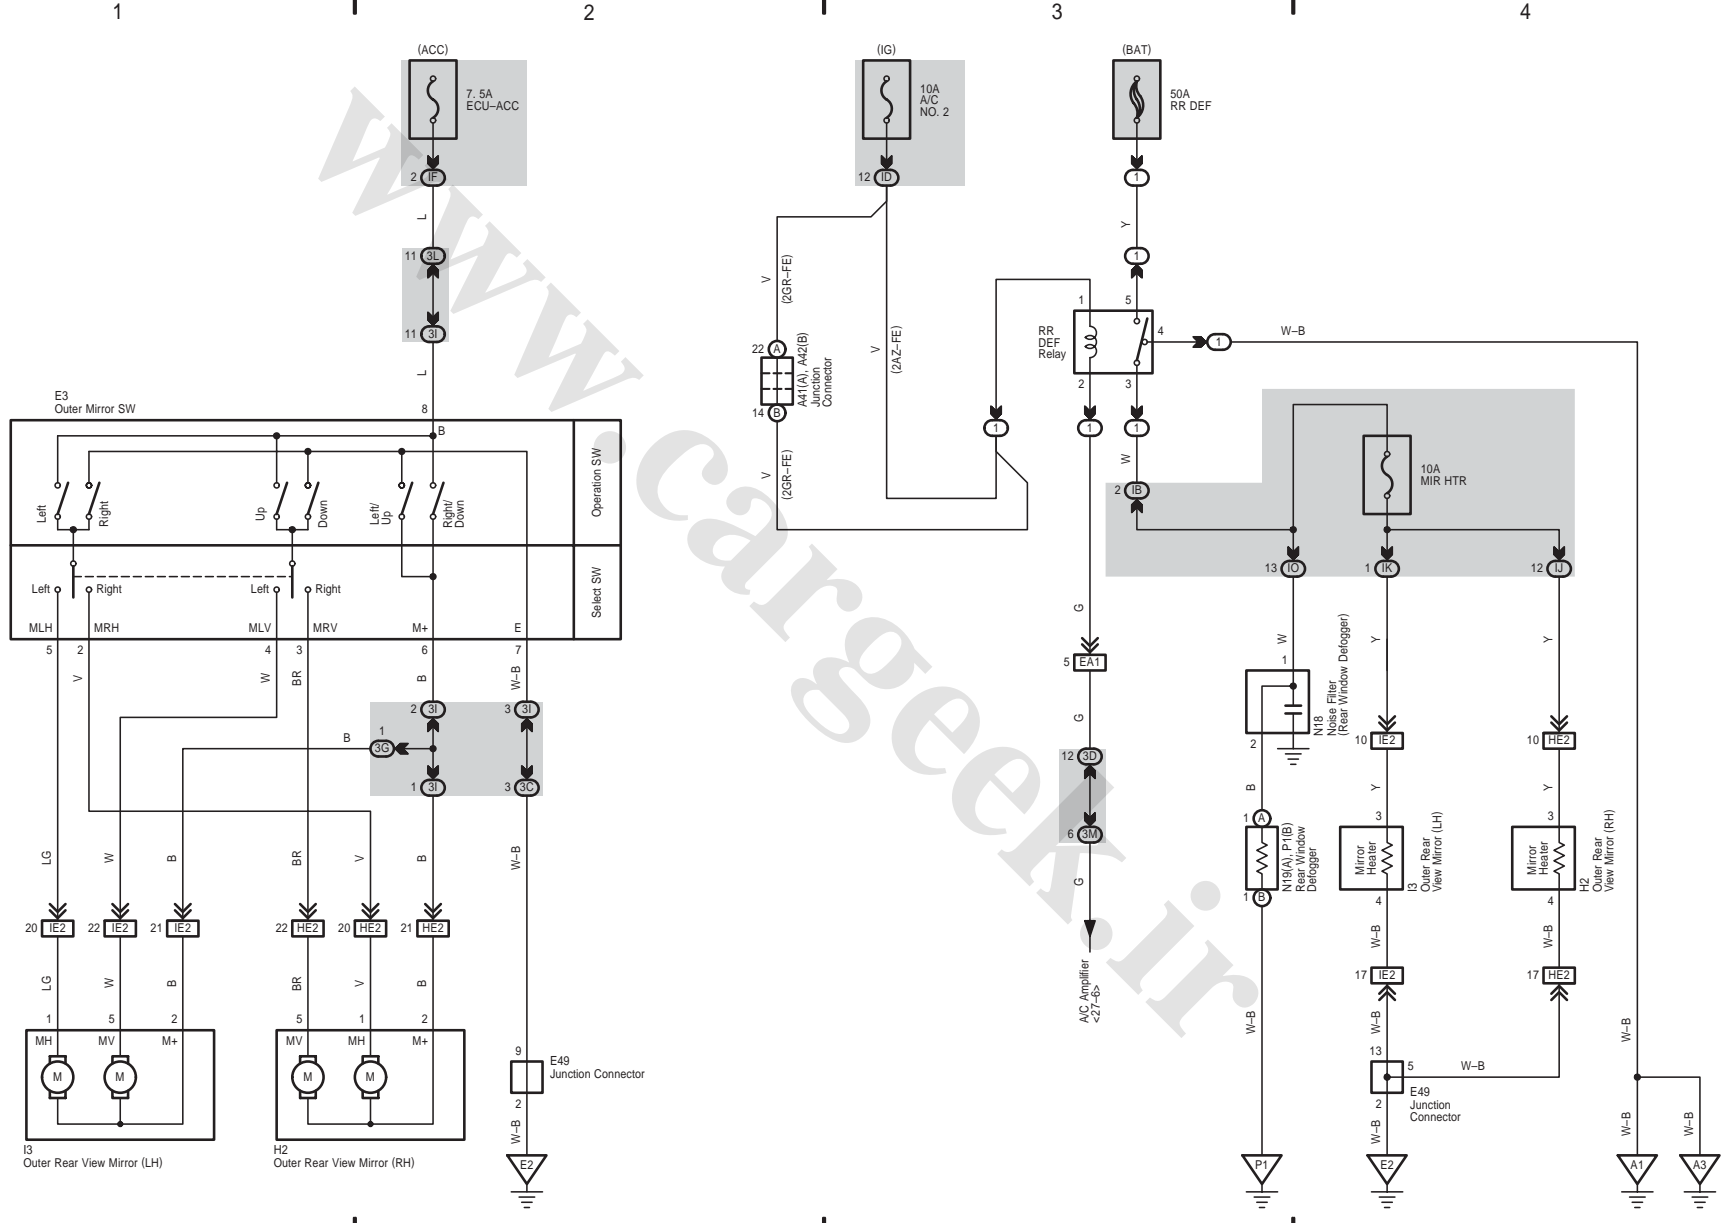 1
2
3
4
(ACC)
7. 5A
ECU–ACC
2 IF
L
11 3L
11 3I
L
(IG)
10A
A/C
NO. 2
12 ID
V
(2GR–FE)
22 A
A41(A), A42(B)
Junction
Connector
14 B
V
(2GR–FE)
V
(2AZ–FE)
(BAT)
50A
RR DEF
1
Y
1
1
5
RR
DEF
Relay
4
1
W–B
2
3
1
1
1
W
2 IB
10A
MIR HTR
13 IO
1 IK
12 IJ
E3
Outer Mirror SW
8
B
Left
Right
Up
Down
Left/
Up
Right/
Down
Operation SW
Left
Right
Left
Right
Select SW
MLH
MRH
MLV
MRV
M+
E
5
2
4
3
6
7
V
W
BR
B
W–B
2 3I
3 3I
B
1
3G
1 3I
3 3C
LG
W
B
BR
V
B
W–B
20 IE2
22 IE2
21 IE2
22 HE2
20 HE2
21 HE2
LG
W
B
BR
V
B
1
5
2
5
1
2
MH
MV
M+
MV
MH
M+
M
M
M
M
I3
Outer Rear View Mirror (LH)
H2
Outer Rear View Mirror (RH)
9
E49
Junction Connector
2
W–B
E2
G
5 EA1
G
12 3D
6 3M
G
A/C Amplifier
<27–6>
W
1
N18
Noise Filter
(Rear Window Defogger)
2
B
1 A
N19(A), P1(B)
Rear Window
Defogger
1 B
W–B
P1
Y
10 IE2
Y
3
Mirror
Heater
I3
Outer Rear
View Mirror (LH)
4
W–B
17 IE2
W–B
13
5
W–B
E49
Junction
Connector
2
W–B
E2
Y
10 HE2
Y
3
Mirror
Heater
H2
Outer Rear
View Mirror (RH)
4
W–B
17 HE2
W–B
W–B
W–B
A1
A3
www.cargeek.ir